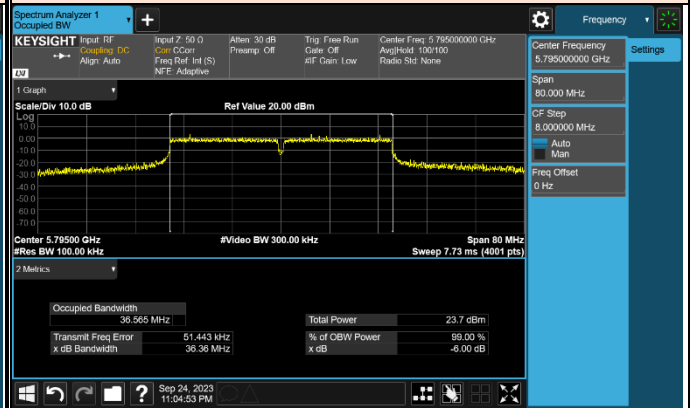 Spectrum Analyzer 1
Occupied BW
+
Frequency
KEYSIGHT
Input: RF
Coupling: DC
Align: Auto
Input Z: 50 Ω
Corr CCorr
Freq Ref: Int (S)
NFE: Adaptive
Atten: 30 dB
Preamp: Off
Trig: Free Run
Gate: Off
#IF Gain: Low
Center Freq: 5.795000000 GHz
Avg|Hold: 100/100
Radio Std: None
LXI
Center Frequency
5.795000000 GHz
Settings
Span
80.000 MHz
CF Step
8.000000 MHz
Auto
Man
Freq Offset
0 Hz
1 Graph
Scale/Div 10.0 dB
Ref Value 20.00 dBm
Log
10.0
0.00
-10.0
-20.0
-30.0
-40.0
-50.0
-60.0
-70.0
Center 5.79500 GHz
#Video BW 300.00 kHz
Span 80 MHz
#Res BW 100.00 kHz
Sweep 7.73 ms (4001 pts)
2 Metrics
Occupied Bandwidth
36.565 MHz
Total Power 23.7 dBm
Transmit Freq Error 51.443 kHz
% of OBW Power 99.00 %
x dB Bandwidth 36.36 MHz
x dB -6.00 dB
?
Sep 24, 2023
11:04:53 PM